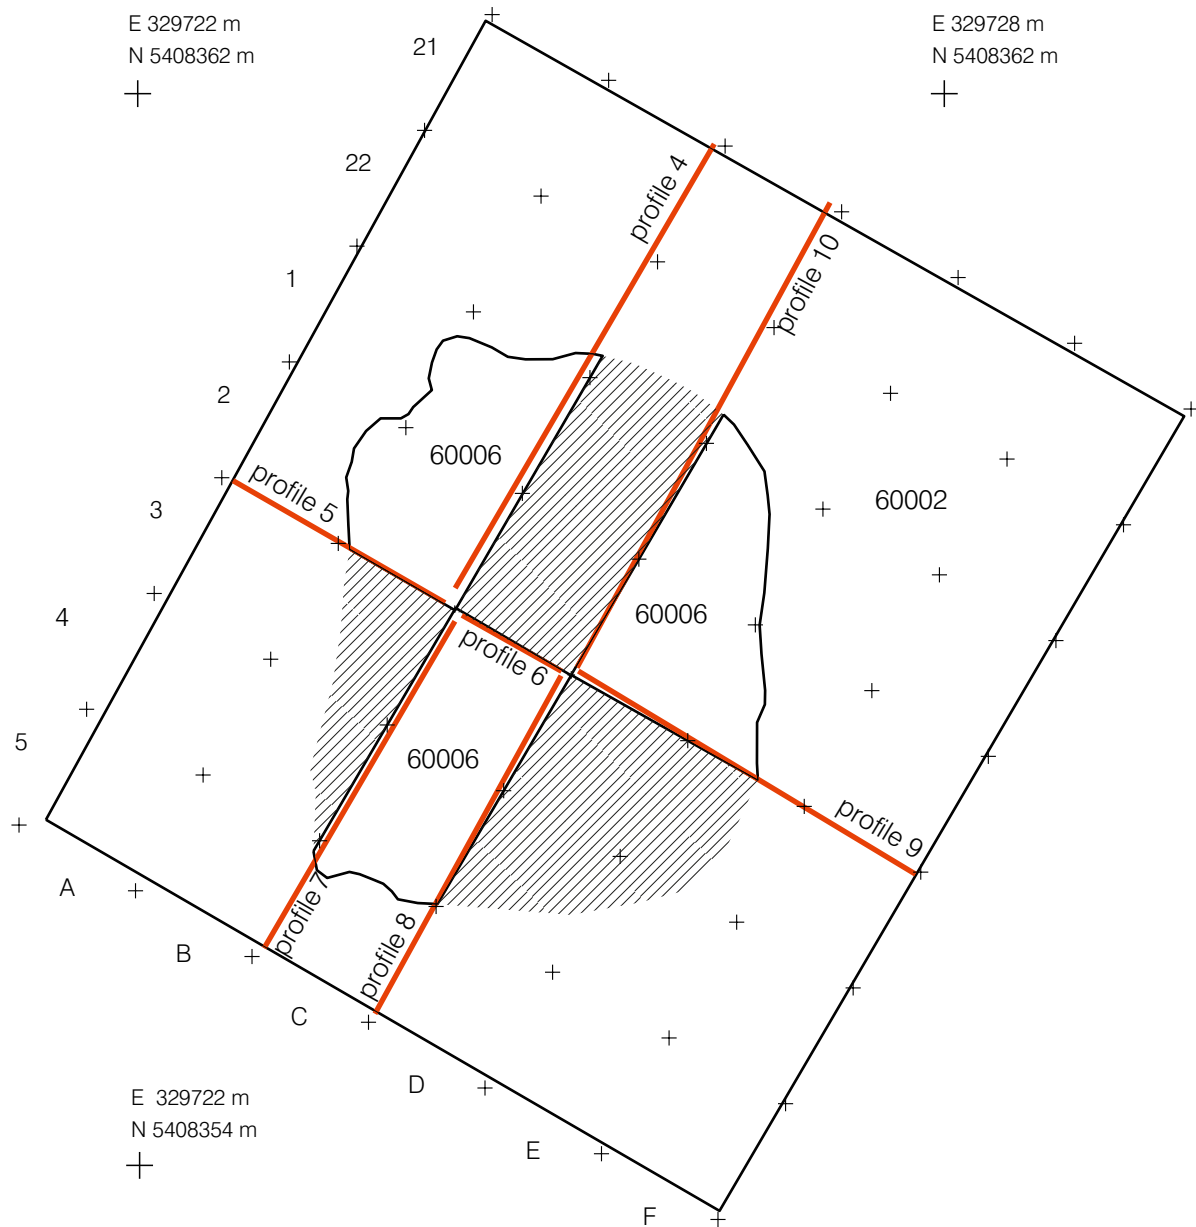 E 329722 m
N 5408362 m
E 329728 m
N 5408362 m
21
22
1
2
3
4
5
profile 4
profile 10
60006
60002
profile 5
60006
profile 6
60006
profile 9
profile 7
profile 8
A
B
C
D
E
F
E 329722 m
N 5408354 m